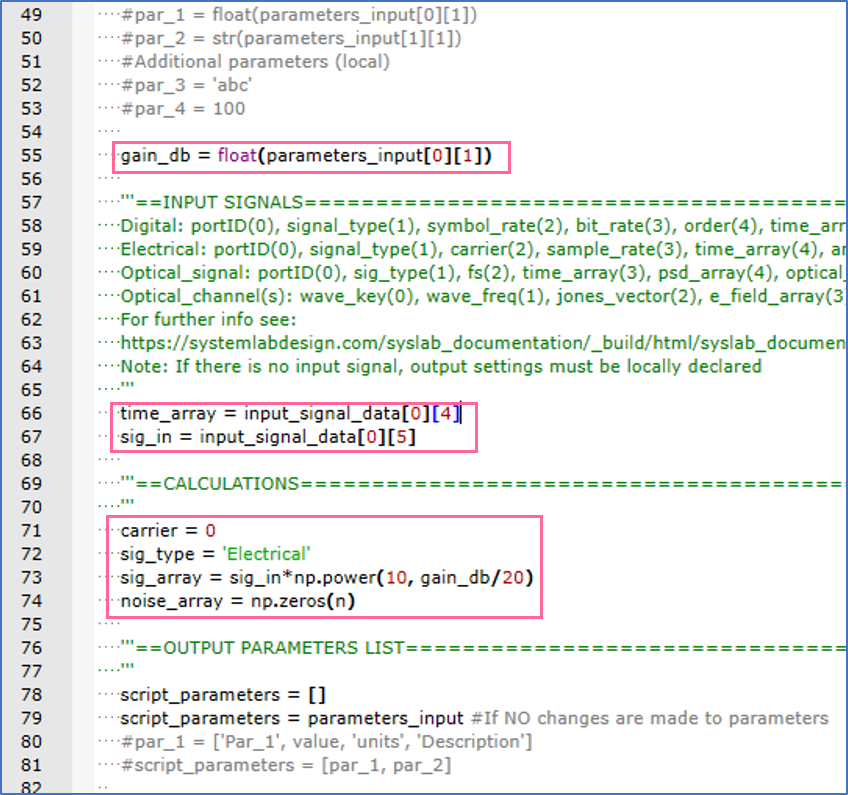 49 ····#par_1 = float(parameters_input[0][1])
50 ····#par_2 = str(parameters_input[1][1])
51 ····#Additional parameters (local)
52 ····#par_3 = 'abc'
53 ····#par_4 = 100
54 ····
55 ····gain_db = float(parameters_input[0][1])
56 ····
57 ····'''==INPUT SIGNALS======================================
58 ····Digital: portID(0), signal_type(1), symbol_rate(2), bit_rate(3), order(4), time_arr
59 ····Electrical: portID(0), signal_type(1), carrier(2), sample_rate(3), time_array(4), ar
60 ····Optical_signal: portID(0), sig_type(1), fs(2), time_array(3), psd_array(4), optical_
61 ····Optical_channel(s): wave_key(0), wave_freq(1), jones_vector(2), e_field_array(3
62 ····For further info see:
63 ····https://systemlabdesign.com/syslab_documentation/_build/html/syslab_documen
64 ····Note: If there is no input signal, output settings must be locally declared
65 ····'''
66 ····time_array = input_signal_data[0][4]
67 ····sig_in = input_signal_data[0][5]
68 ····
69 ····'''==CALCULATIONS======================================
70 ····'''
71 ····carrier = 0
72 ····sig_type = 'Electrical'
73 ····sig_array = sig_in*np.power(10, gain_db/20)
74 ····noise_array = np.zeros(n)
75 ····
76 ····'''==OUTPUT PARAMETERS LIST===============================
77 ····'''
78 ····script_parameters = []
79 ····script_parameters = parameters_input #If NO changes are made to parameters
80 ····#par_1 = ['Par_1', value, 'units', 'Description']
81 ····#script_parameters = [par_1, par_2]
82 ··